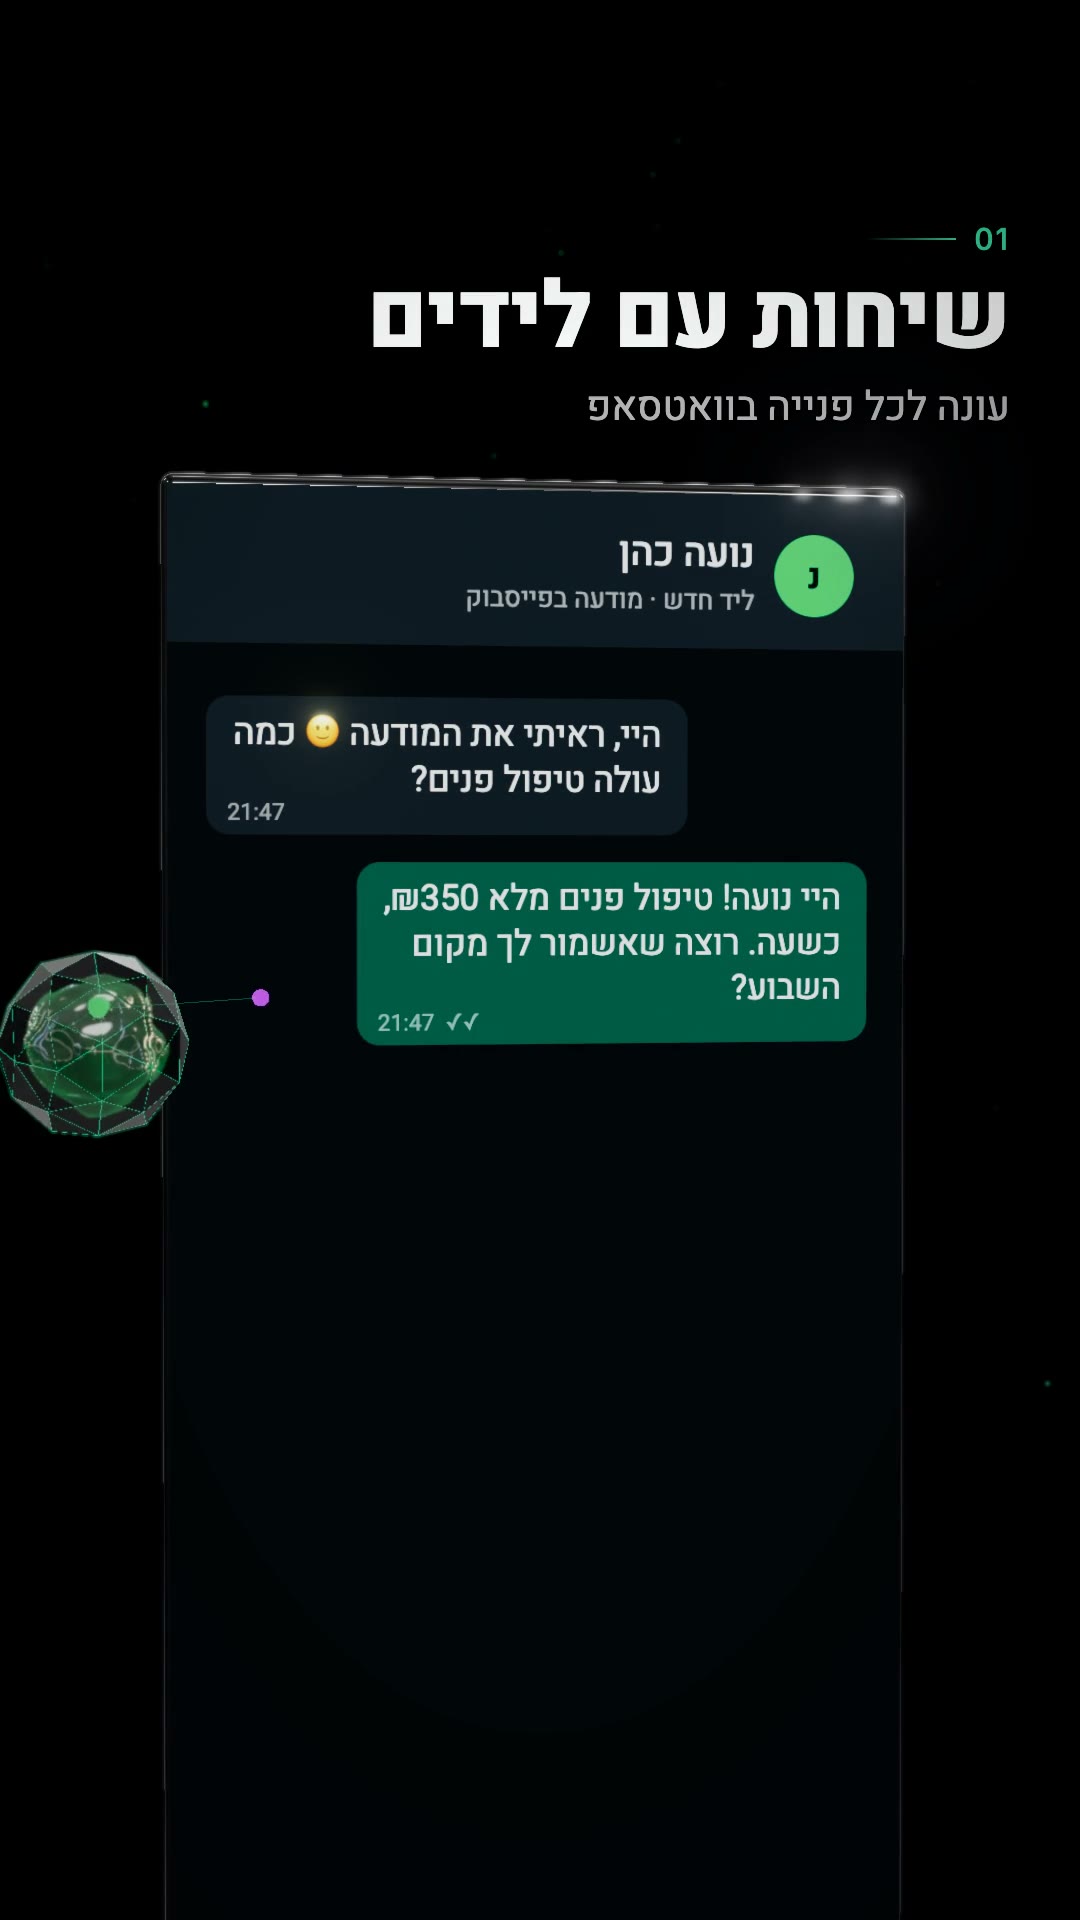 01
שיחות עם לידים
עונה לכל פנייה בוואטסאפ
נ
נועה כהן
ליד חדש · מודעה בפייסבוק
היי, ראיתי את המודעה 🙂 כמה
עולה טיפול פנים?
21:47
היי נועה! טיפול פנים מלא 350₪,
כשעה. רוצה שאשמור לך מקום
השבוע?
21:47 ✓✓